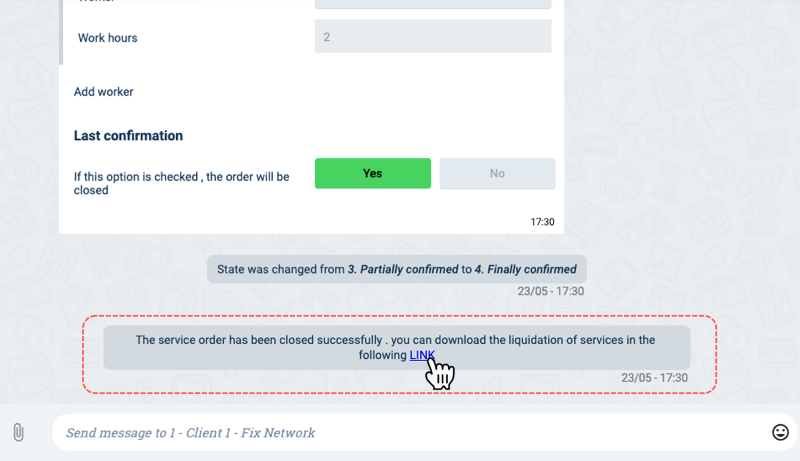 Work hours
2
Add worker
Last confirmation
If this option is checked , the order will be
closed
Yes
No
17:30
State was changed from 3. Partially confirmed to 4. Finally confirmed
23/05 - 17:30
The service order has been closed successfully . you can download the liquidation of services in the
following LINK
23/05 - 17:30
Send message to 1 - Client 1 - Fix Network